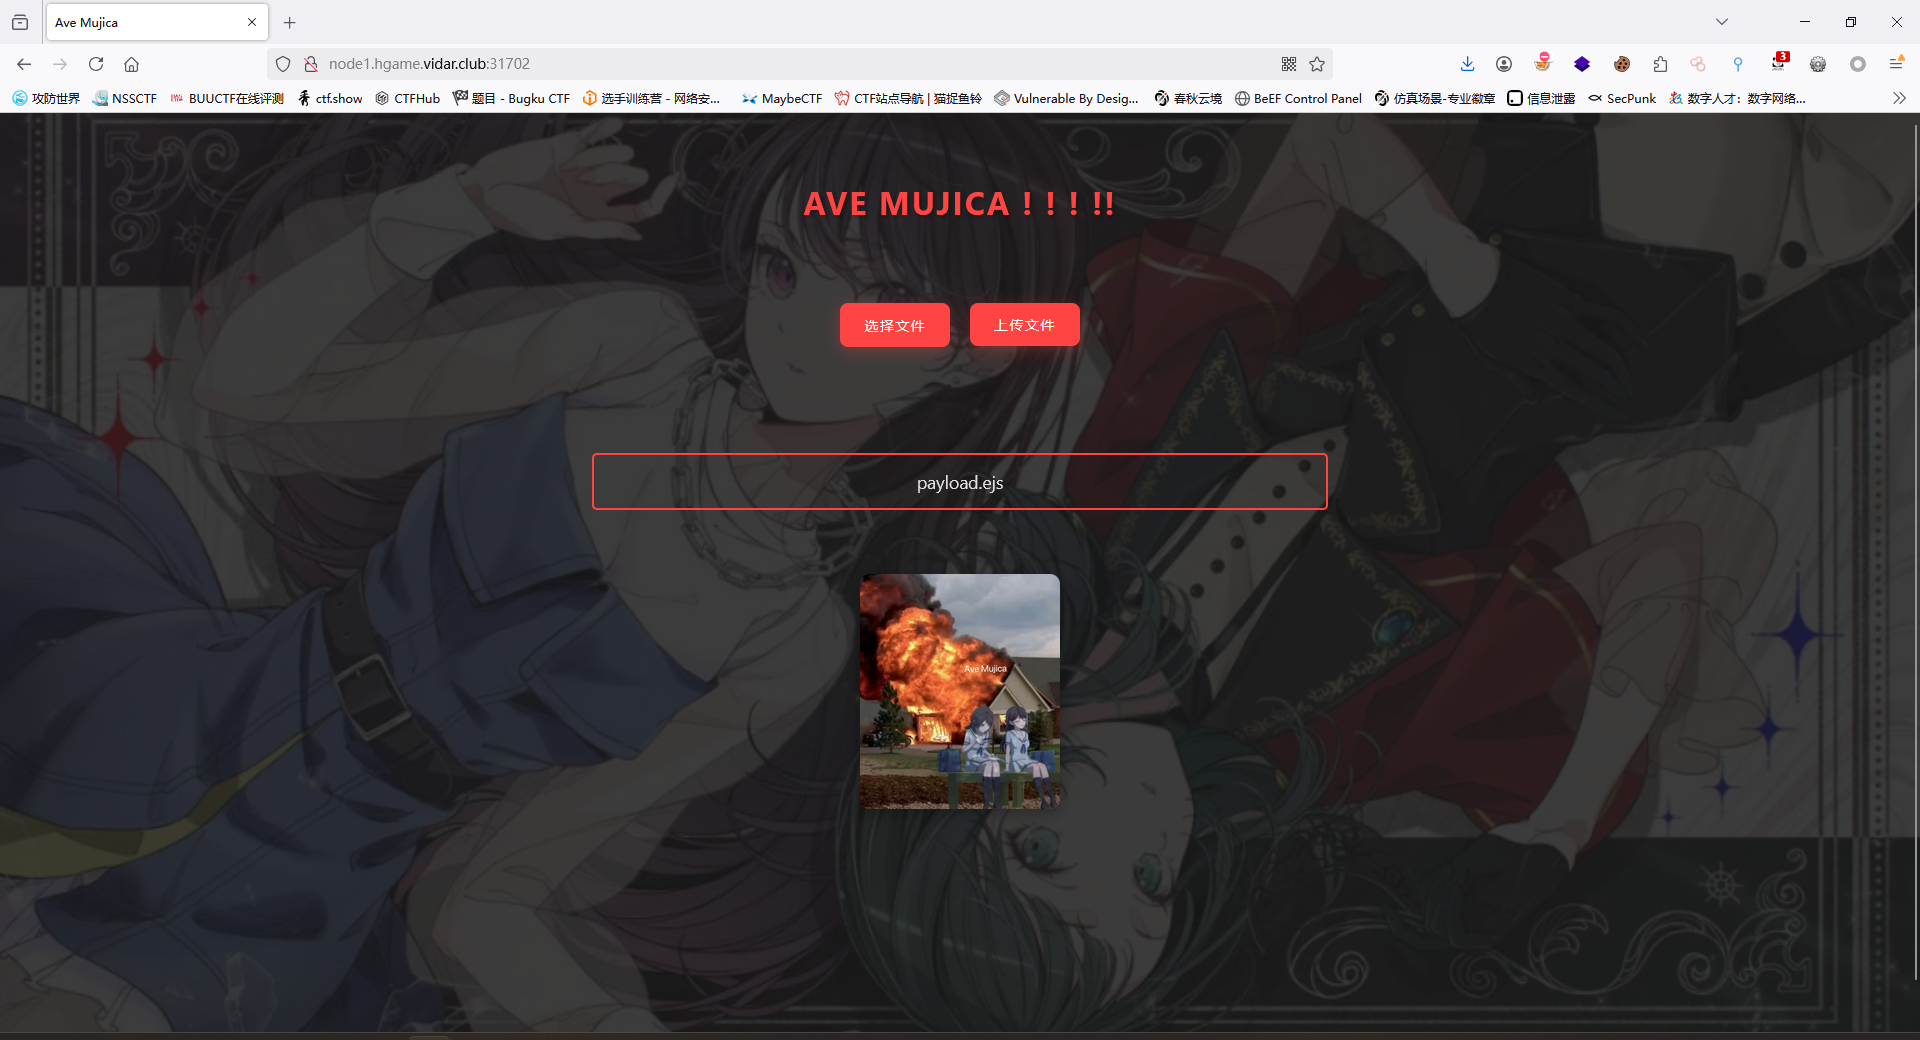 Ave Mujica
node1.hgame.vidar.club:31702
3
攻防世界 NSSCTF BUUCTF在线评测 ctf.show CTFHub 题目 - Bugku CTF 选手训练营 - 网络安... MaybeCTF CTF站点导航 | 猫捉鱼铃 Vulnerable By Desig... 春秋云境 BeEF Control Panel 仿真场景-专业徽章 信息泄露 SecPunk 数字人才：数字网络...
AVE MUJICA ! ! ! !!
选择文件 上传文件
payload.ejs
Ave Mujica